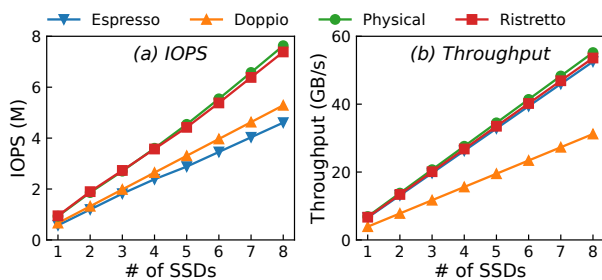 Espresso Doppio Physical Ristretto
(a) IOPS
IOPS (M)
8
6
4
2
0
1 2 3 4 5 6 7 8
# of SSDs
(b) Throughput
Throughput (GB/s)
60
40
20
0
1 2 3 4 5 6 7 8
# of SSDs